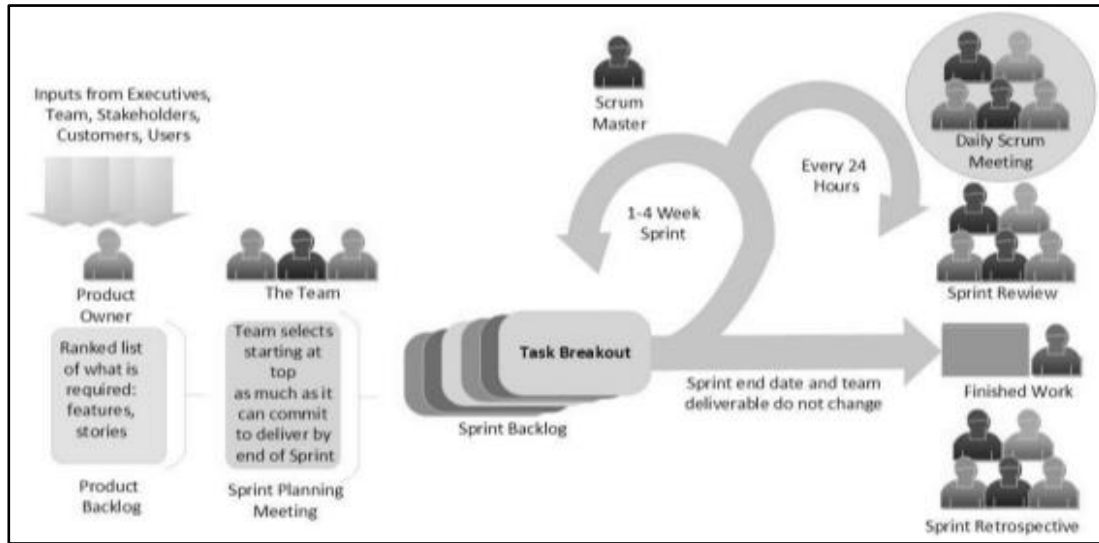 Inputs from Executives,
Team, Stakeholders,
Customers, Users
Product
Owner
Ranked list
of what is
required:
features,
stories
Product
Backlog
The Team
Team selects
starting at
top
as much as it
can commit
to deliver by
end of Sprint
Sprint Planning
Meeting
Task Breakout
Sprint Backlog
Scrum
Master
1-4 Week
Sprint
Every 24
Hours
Sprint end date and team
deliverable do not change
Daily Scrum
Meeting
Sprint Rewiew
Finished Work
Sprint Retrospective